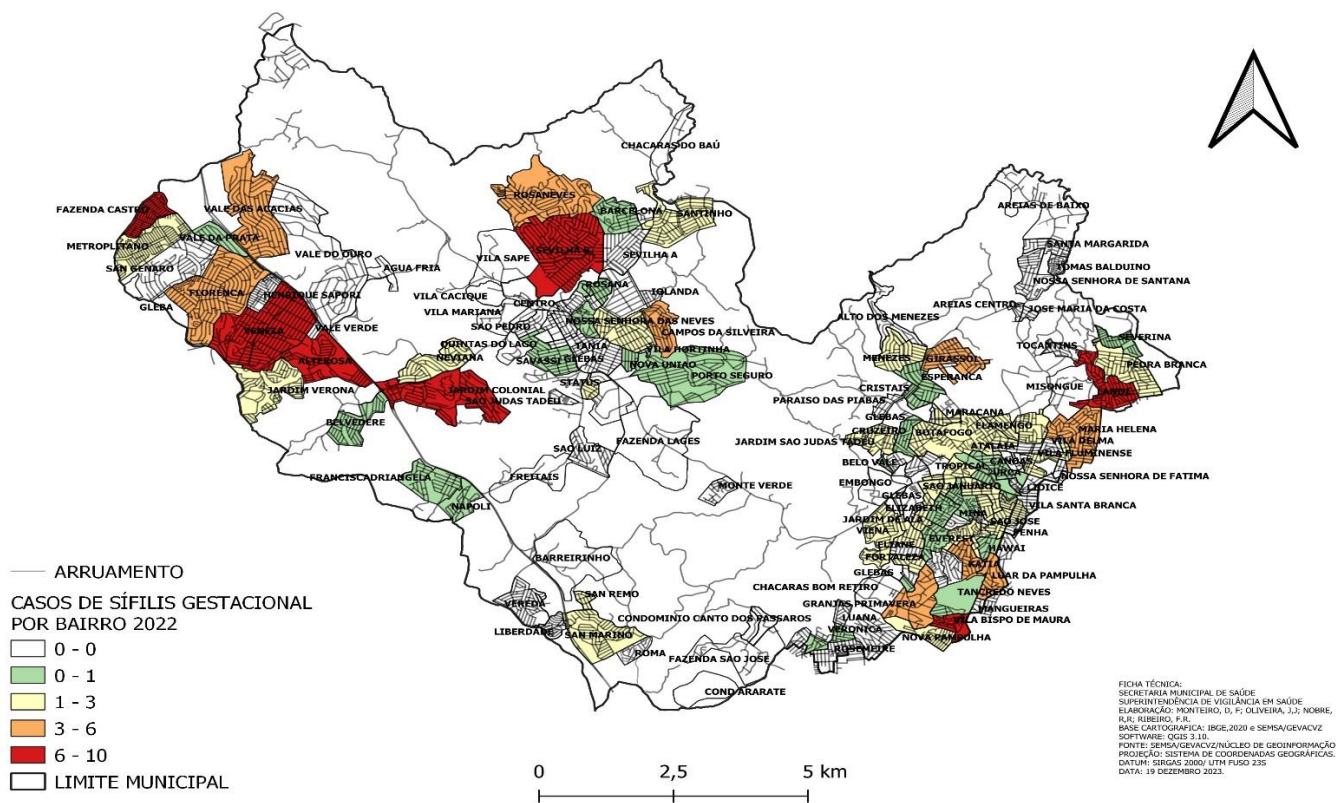 CHACARAS DO BAÚ
AREIAS DE BAIXO
ROSANEVES
FAZENDA CASTRO
VALE DAS ACACIAS
BARCELONA
SANTINHO
METROPLITANO
VALE DA PRATA
SANTA MARGARIDA
VALE DO OURO
VILA SAPE
SEVILHA B
SEVILHA A
TOMAS BALDUINO
SAN GENARO
AGUA FRIA
NOSSA SENHORA DE SANTANA
GLEBA
FLORENCA
HENRIQUE SAPORI
VILA CACIQUE
ROSANA
IOLANDA
CENTRO
AREIAS CENTRO
JOSE MARIA DA COSTA
VILA MARIANA
ALTO DOS MENEZES
VENEZA
VALE VERDE
SAO PEDRO
NOSSA SENHORA DAS NEVES
CAMPOS DA SILVEIRA
QUINTAS DO LAGO
TANIA
VILA HORTINHA
TOCANTINS
SEVERINA
NEVIANA
SAVASSI
GLEBAS
NOVA UNIAO
MENEZES
GIRASSOL
ALTEROSA
PORTO SEGURO
ESPERANCA
PEDRA BRANCA
JARDIM VERONA
JARDIM COLONIAL
STATUS
CRISTAIS
MISONGUE
SAO JUDAS TADEU
PARAISO DAS PIABAS
GLEBAS
MARACANA
BELVEDERE
FLAMENGO
MARIA HELENA
CRUZEIRO
BOTAFOGO
FAZENDA LAGES
JARDIM SAO JUDAS TADEU
ATALAIA
VILA DELMA
SAO LUIZ
VILA FLUMINENSE
BELO VALE
TROPICAL
FRANCISCADRIANGELA
FREITAIS
EMBONGO
NOSSA SENHORA DE FATIMA
MONTE VERDE
SAO JANUARIO
LIDICE
NAPOLI
GLEBAS
ELIZABETH
VILA SANTA BRANCA
JARDIM DE ALA
MINA
SAO JOSE
VIENA
PENHA
EVEREST
ELIANE
HAWAI
BARREIRINHO
FORTALEZA
KATIA
GLEBAS
LUAR DA PAMPULHA
CHACARAS BOM RETIRO
TANCREDO NEVES
SAN REMO
VEREDA
GRANJAS PRIMAVERA
MANGUEIRAS
CONDOMINIO CANTO DOS PASSAROS
LUANA
VILA BISPO DE MAURA
LIBERDADE
SAN MARINO
VERONICA
NOVA PAMPULHA
ROMA
ROSEMEIRE
FAZENDA SAO JOSE
COND ARARATE
ARRUAMENTO
CASOS DE SÍFILIS GESTACIONAL
POR BAIRRO 2022
0 - 0
0 - 1
1 - 3
3 - 6
6 - 10
LIMITE MUNICIPAL
0 2,5 5 km
FICHA TÉCNICA:
SECRETARIA MUNICIPAL DE SAÚDE
SUPERINTENDÊNCIA DE VIGILÂNCIA EM SAÚDE
ELABORAÇÃO: MONTEIRO, D, F; OLIVEIRA, J,J; NOBRE,
R,R; RIBEIRO, F.R.
BASE CARTOGRAFICA: IBGE,2020 e SEMSA/GEVACVZ
SOFTWARE: QGIS 3.10.
FONTE: SEMSA/GEVACVZ/NÚCLEO DE GEOINFORMAÇÃO
PROJEÇÃO: SISTEMA DE COORDENADAS GEOGRÁFICAS.
DATUM: SIRGAS 2000/ UTM FUSO 23S
DATA: 19 DEZEMBRO 2023.